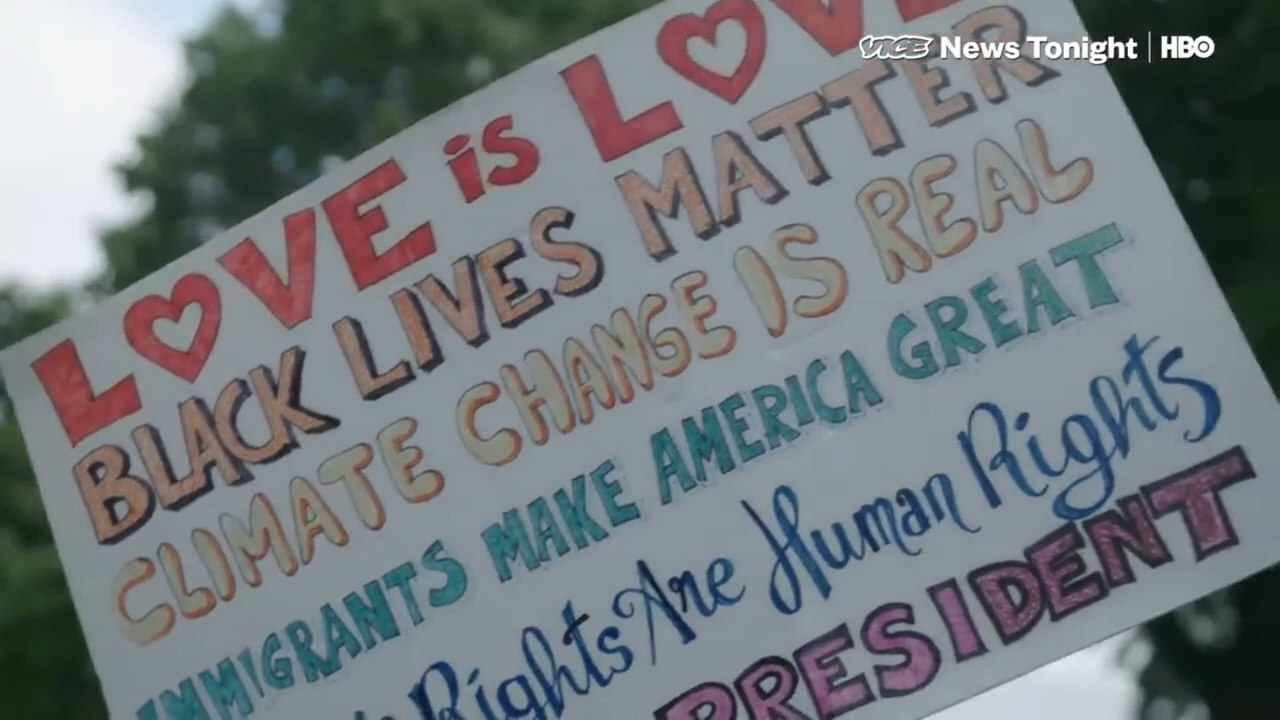 VICE News Tonight | HBO
LOVE is LOVE
BLACK LIVES MATTER
CLIMATE CHANGE IS REAL
IMMIGRANTS MAKE AMERICA GREAT
Rights Are Human Rights
PRESIDENT